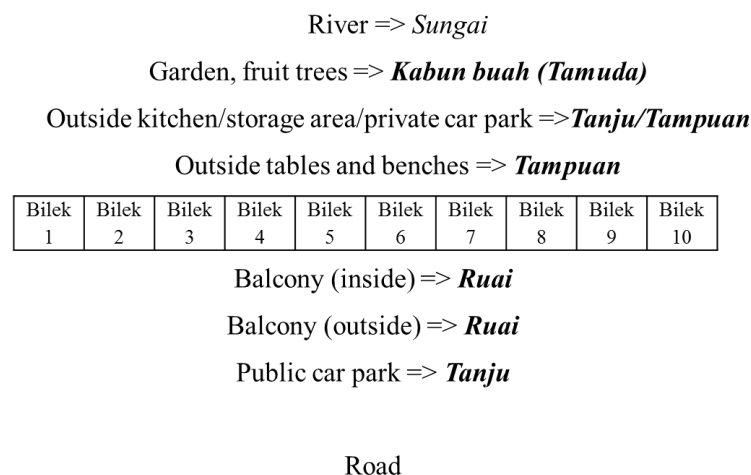 River => Sungai
Garden, fruit trees => Kabun buah (Tamuda)
Outside kitchen/storage area/private car park =>Tanju/Tampuan
Outside tables and benches => Tampuan
Bilek 1 Bilek 2 Bilek 3 Bilek 4 Bilek 5 Bilek 6 Bilek 7 Bilek 8 Bilek 9 Bilek 10
Balcony (inside) => Ruai
Balcony (outside) => Ruai
Public car park => Tanju
Road